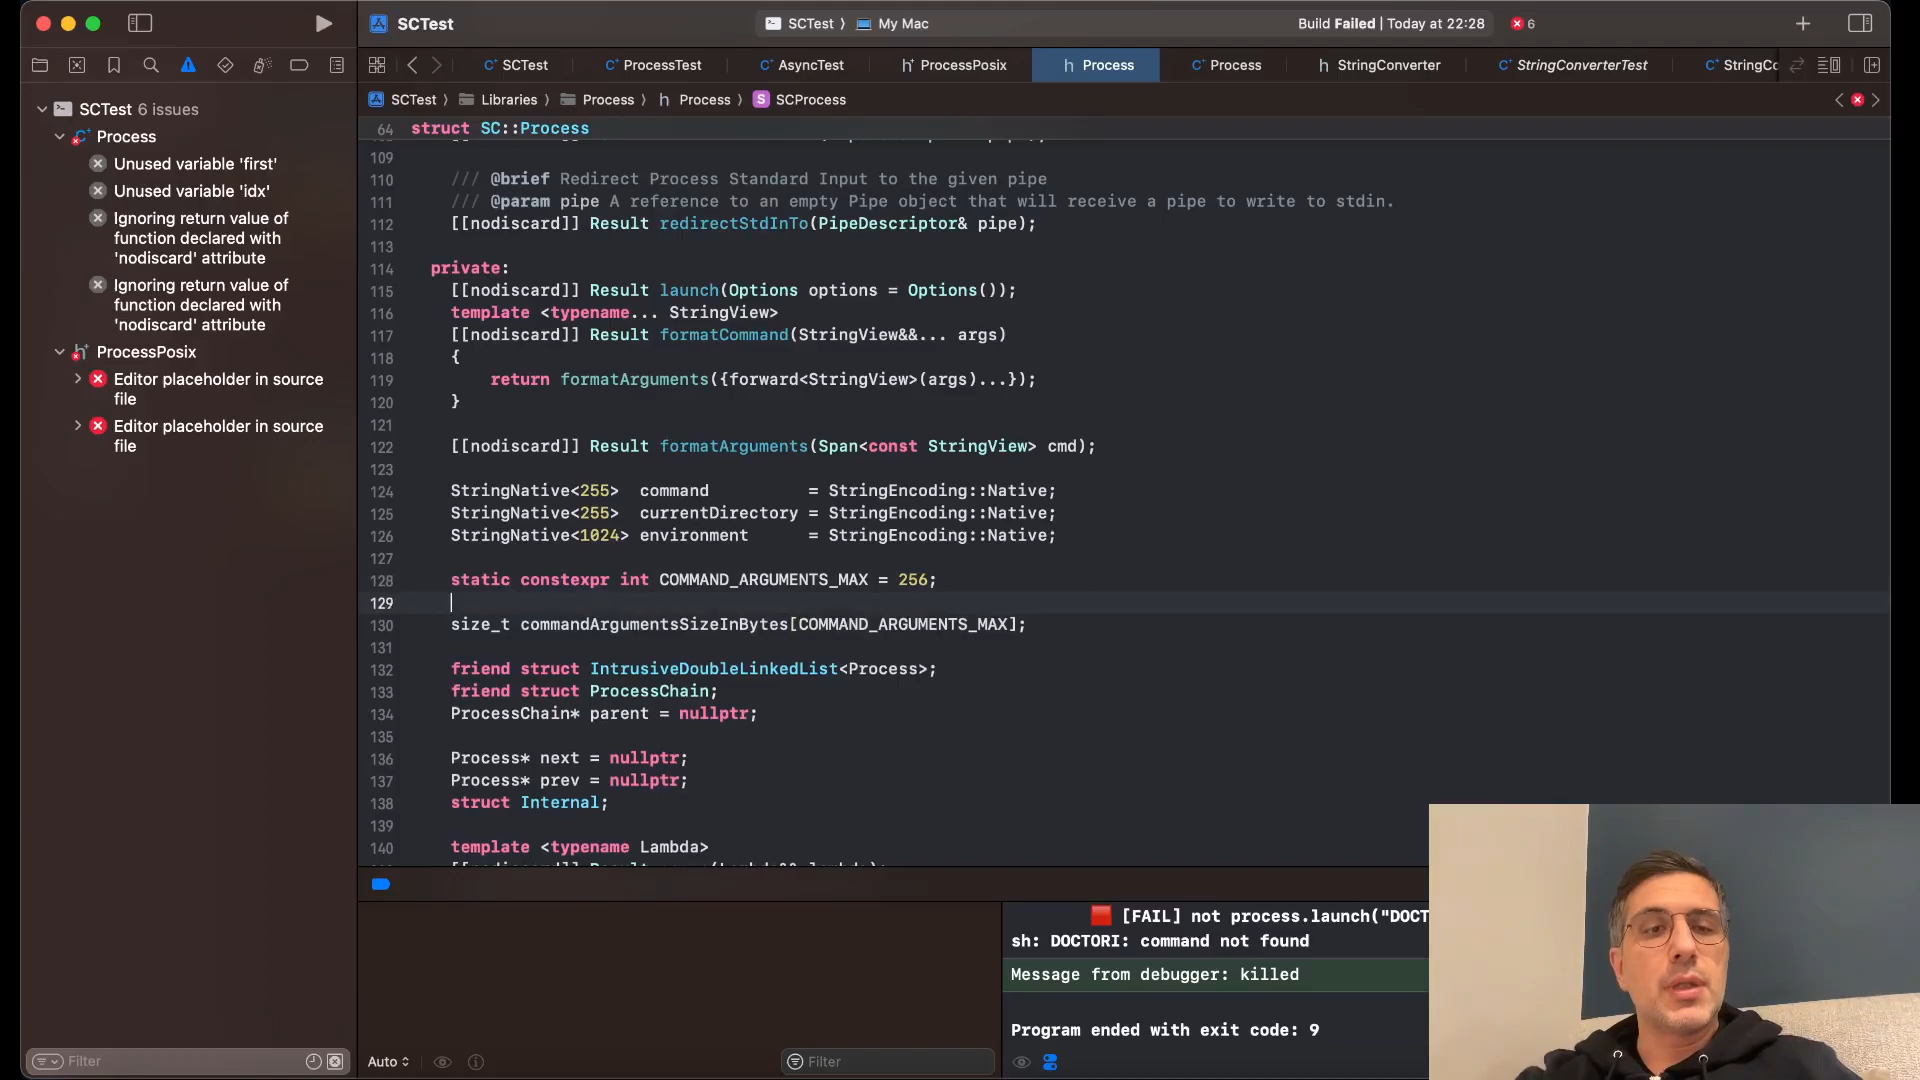 SCTest
SCTest 〉 My Mac
Build Failed | Today at 22:28
6
SCTest
ProcessTest
AsyncTest
ProcessPosix
Process
Process
StringConverter
StringConverterTest
StringCo
SCTest 〉 Libraries 〉 Process 〉 h Process 〉 S SCProcess
SCTest 6 issues
Process
Unused variable 'first'
Unused variable 'idx'
Ignoring return value of
function declared with
'nodiscard' attribute
Ignoring return value of
function declared with
'nodiscard' attribute
ProcessPosix
Editor placeholder in source
file
Editor placeholder in source
file
Filter
64 struct SC::Process
109
110 /// @brief Redirect Process Standard Input to the given pipe
111 /// @param pipe A reference to an empty Pipe object that will receive a pipe to write to stdin.
112 [[nodiscard]] Result redirectStdInTo(PipeDescriptor& pipe);
113
114 private:
115 [[nodiscard]] Result launch(Options options = Options());
116 template <typename... StringView>
117 [[nodiscard]] Result formatCommand(StringView&&... args)
118 {
119 return formatArguments({forward<StringView>(args)...});
120 }
121
122 [[nodiscard]] Result formatArguments(Span<const StringView> cmd);
123
124 StringNative<255> command = StringEncoding::Native;
125 StringNative<255> currentDirectory = StringEncoding::Native;
126 StringNative<1024> environment = StringEncoding::Native;
127
128 static constexpr int COMMAND_ARGUMENTS_MAX = 256;
129
130 size_t commandArgumentsSizeInBytes[COMMAND_ARGUMENTS_MAX];
131
132 friend struct IntrusiveDoubleLinkedList<Process>;
133 friend struct ProcessChain;
134 ProcessChain* parent = nullptr;
135
136 Process* next = nullptr;
137 Process* prev = nullptr;
138 struct Internal;
139
140 template <typename Lambda>
[FAIL] not process.launch("DOCT
sh: DOCTORI: command not found
Message from debugger: killed
Program ended with exit code: 9
Auto
Filter